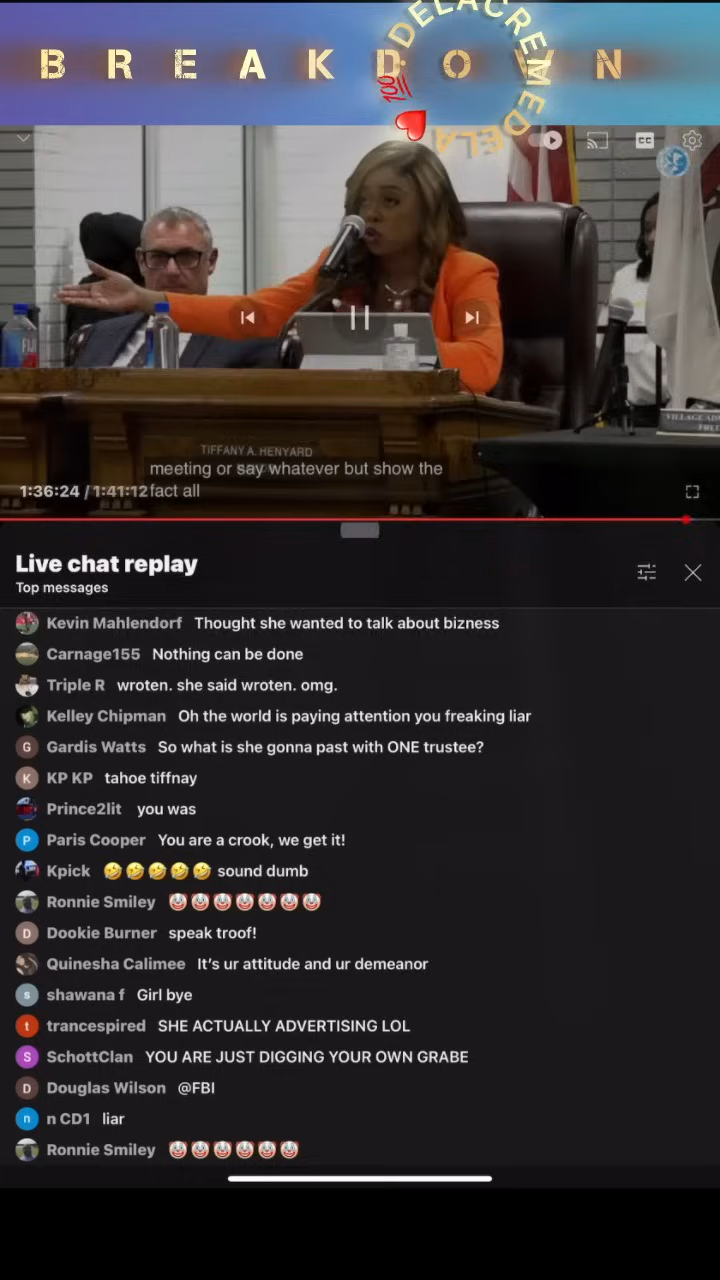 DELACREMEDELA
BREAKDOWN
💯
CC
FIJI
TIFFANY A. HENYARD
meeting or say whatever but show the
fact all
1:36:24 / 1:41:12
Live chat replay
Top messages
Kevin Mahlendorf Thought she wanted to talk about bizness
Carnage155 Nothing can be done
Triple R wroten. she said wroten. omg.
Kelley Chipman Oh the world is paying attention you freaking liar
G Gardis Watts So what is she gonna past with ONE trustee?
K KP KP tahoe tiffnay
Prince2lit you was
P Paris Cooper You are a crook, we get it!
Kpick 🤣🤣🤣🤣🤣 sound dumb
Ronnie Smiley 🤡🤡🤡🤡🤡🤡🤡
D Dookie Burner speak troof!
Quinesha Calimee It's ur attitude and ur demeanor
s shawana f Girl bye
t trancespired SHE ACTUALLY ADVERTISING LOL
S SchottClan YOU ARE JUST DIGGING YOUR OWN GRABE
D Douglas Wilson @FBI
n n CD1 liar
Ronnie Smiley 🤡🤡🤡🤡🤡🤡